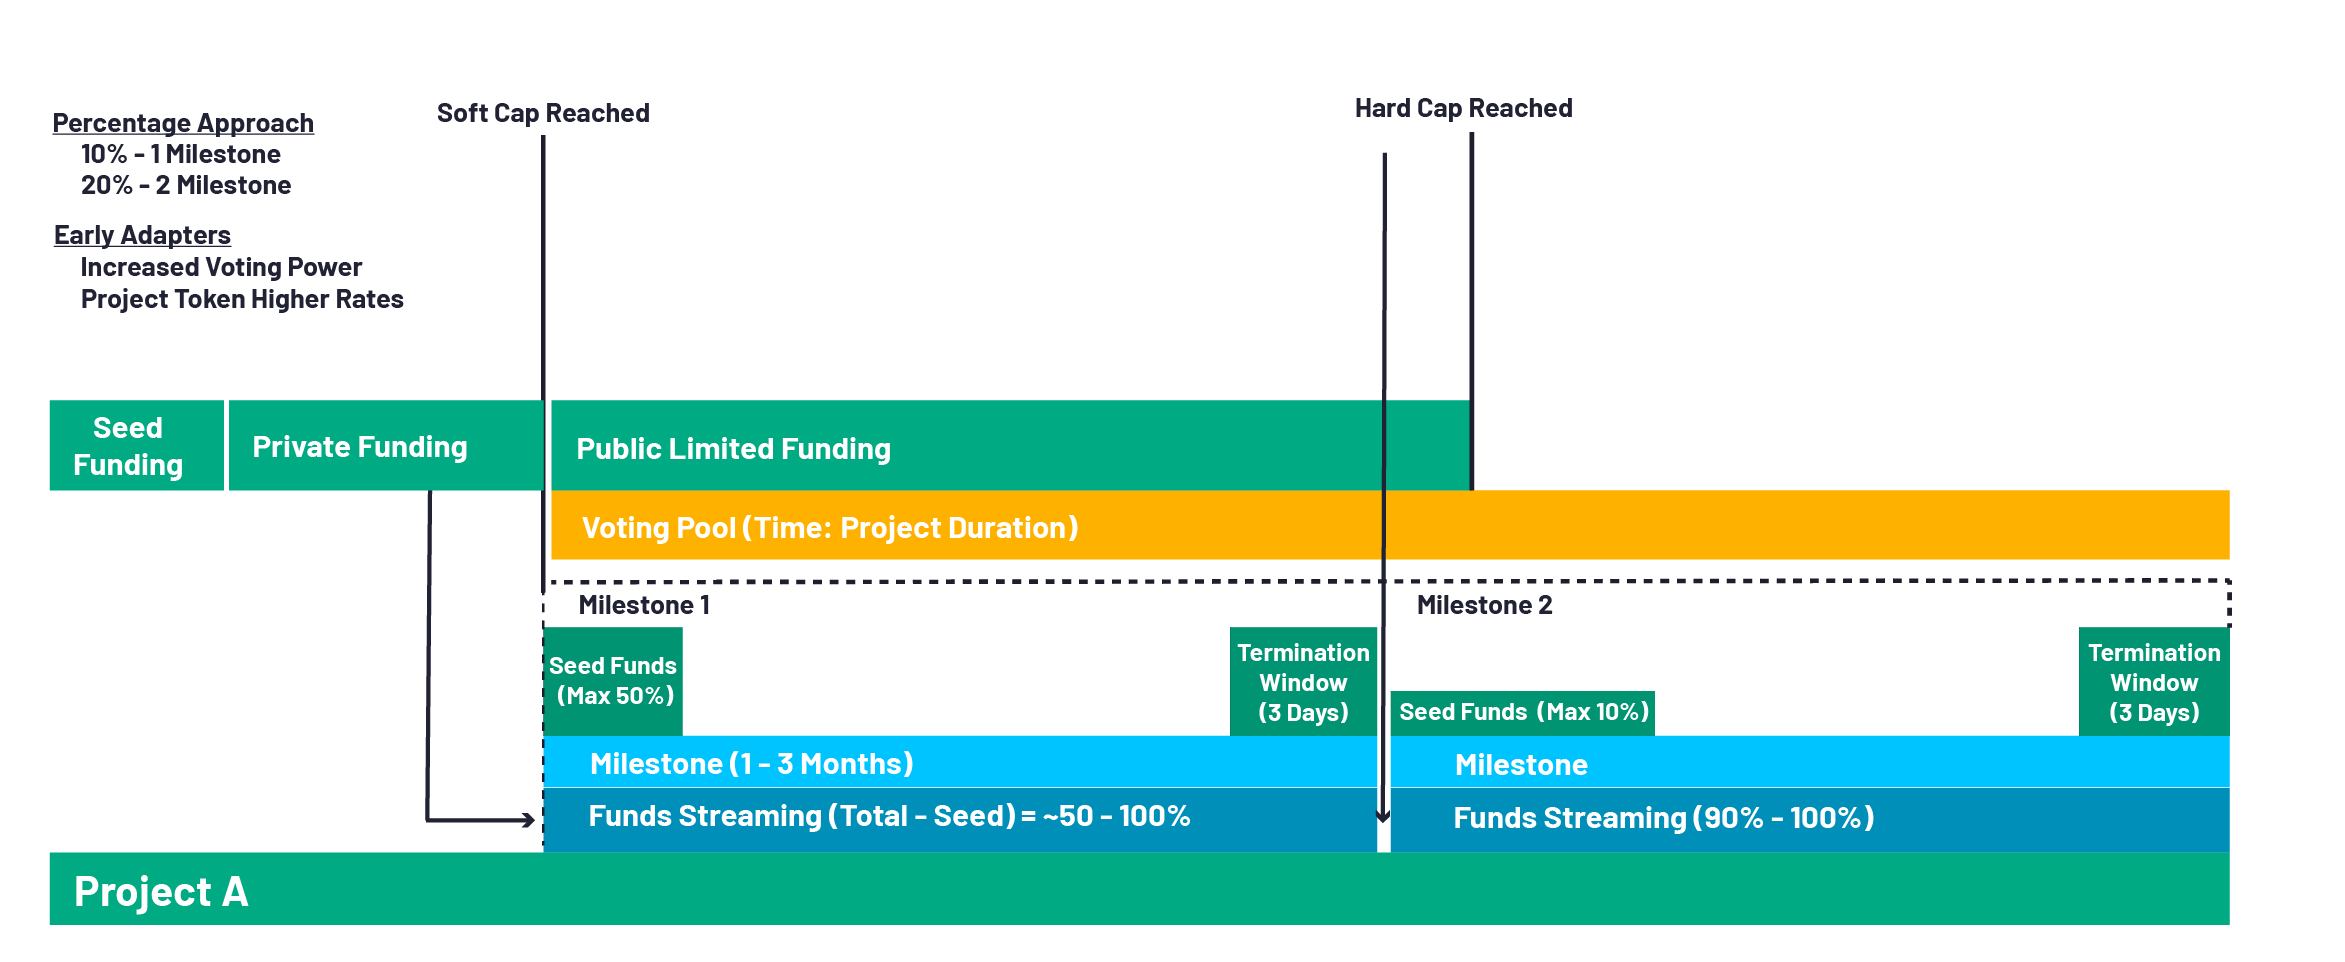 Percentage Approach
10% - 1 Milestone
20% - 2 Milestone
Early Adapters
Increased Voting Power
Project Token Higher Rates
Soft Cap Reached
Hard Cap Reached
Seed
Funding
Private Funding
Public Limited Funding
Voting Pool (Time: Project Duration)
Milestone 1
Milestone 2
Seed Funds
(Max 50%)
Termination
Window
(3 Days)
Seed Funds (Max 10%)
Termination
Window
(3 Days)
Milestone (1 - 3 Months)
Milestone
Funds Streaming (Total - Seed) = ~50 - 100%
Funds Streaming (90% - 100%)
Project A